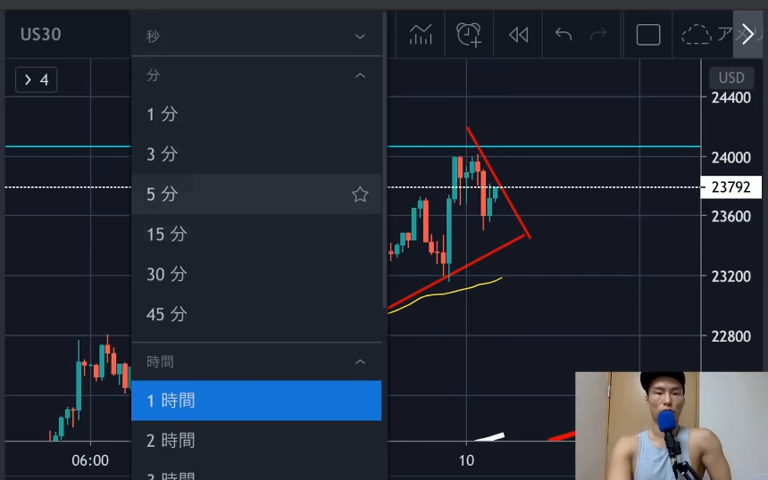 US30
秒
> 4
分
1 分
3 分
5 分
15 分
30 分
45 分
時間
1 時間
2 時間
USD
24400
24000
23792
23600
23200
22800
06:00
10